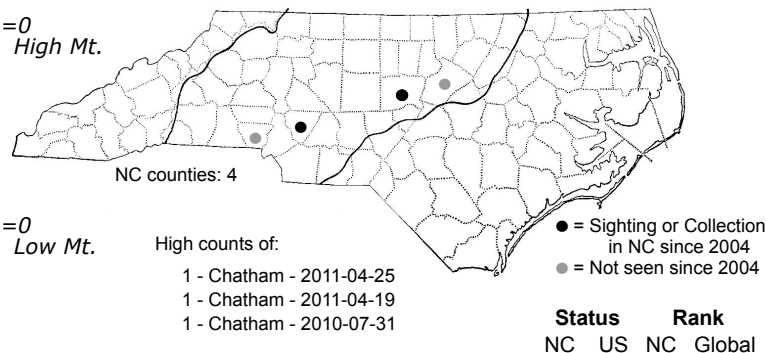 =0
High Mt.
NC counties: 4
=0
Low Mt.
High counts of:
1 - Chatham - 2011-04-25
1 - Chatham - 2011-04-19
1 - Chatham - 2010-07-31
● = Sighting or Collection
in NC since 2004
● = Not seen since 2004
Status Rank
NC US NC Global